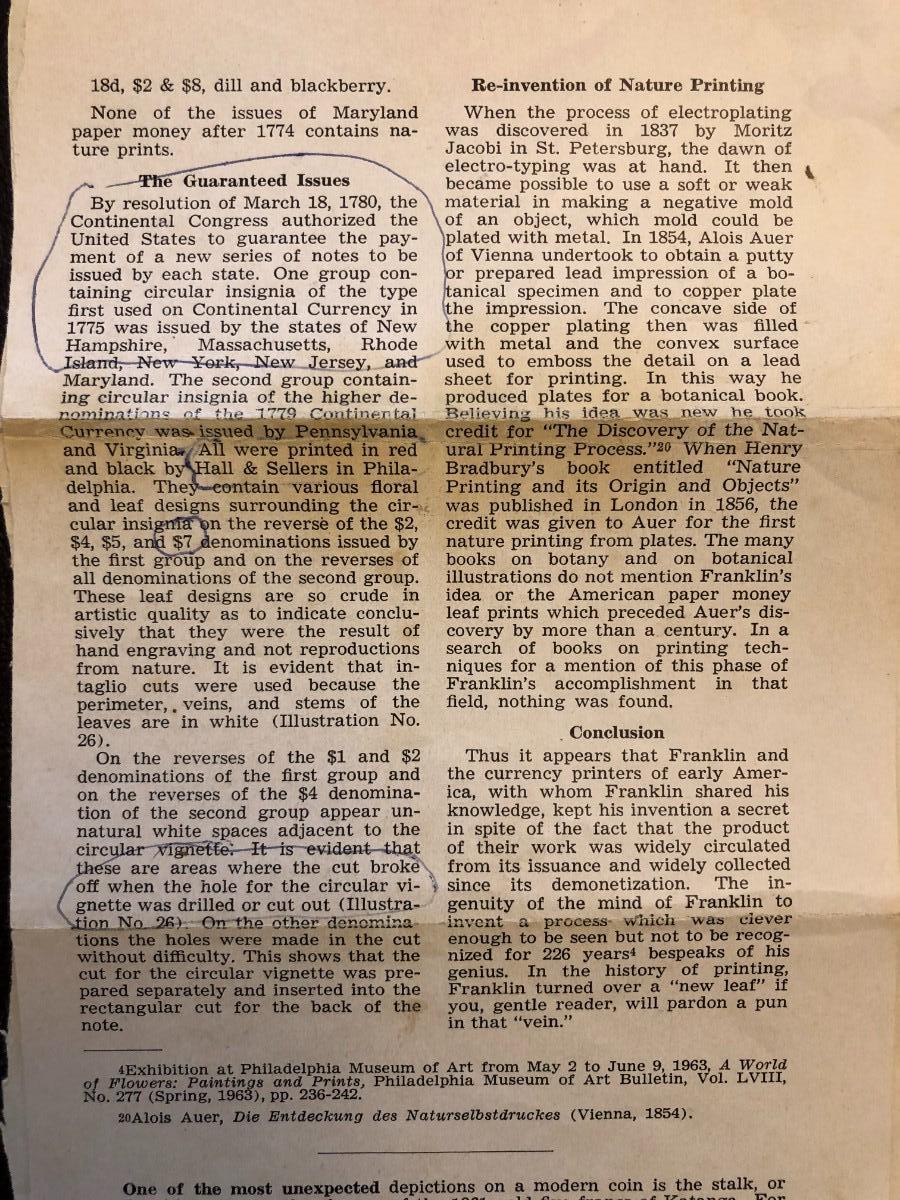 18d, $2 & $8, dill and blackberry.
None of the issues of Maryland
paper money after 1774 contains na-
ture prints.
The Guaranteed Issues
By resolution of March 18, 1780, the
Continental Congress authorized the
United States to guarantee the pay-
ment of a new series of notes to be
issued by each state. One group con-
taining circular insignia of the type
first used on Continental Currency in
1775 was issued by the states of New
Hampshire, Massachusetts, Rhode
Island, New York, New Jersey, and
Maryland. The second group contain-
ing circular insignia of the higher de-
nominations of the 1779 Continental
Currency was issued by Pennsylvania
and Virginia. All were printed in red
and black by Hall & Sellers in Phila-
delphia. They contain various floral
and leaf designs surrounding the cir-
cular insignia on the reverse of the $2,
$4, $5, and $7 denominations issued by
the first group and on the reverses of
all denominations of the second group.
These leaf designs are so crude in
artistic quality as to indicate conclu-
sively that they were the result of
hand engraving and not reproductions
from nature. It is evident that in-
taglio cuts were used because the
perimeter, veins, and stems of the
leaves are in white (Illustration No.
26).
On the reverses of the $1 and $2
denominations of the first group and
on the reverses of the $4 denomina-
tion of the second group appear un-
natural white spaces adjacent to the
circular vignette. It is evident that
these are areas where the cut broke
off when the hole for the circular vi-
gnette was drilled or cut out (Illustra-
tion No. 26). On the other denomina-
tions the holes were made in the cut
without difficulty. This shows that the
cut for the circular vignette was pre-
pared separately and inserted into the
rectangular cut for the back of the
note.
Re-invention of Nature Printing
When the process of electroplating
was discovered in 1837 by Moritz
Jacobi in St. Petersburg, the dawn of
electro-typing was at hand. It then
became possible to use a soft or weak
material in making a negative mold
of an object, which mold could be
plated with metal. In 1854, Alois Auer
of Vienna undertook to obtain a putty
or prepared lead impression of a bo-
tanical specimen and to copper plate
the impression. The concave side of
the copper plating then was filled
with metal and the convex surface
used to emboss the detail on a lead
sheet for printing. In this way he
produced plates for a botanical book.
Believing his idea was new he took
credit for "The Discovery of the Nat-
ural Printing Process."20 When Henry
Bradbury's book entitled "Nature
Printing and its Origin and Objects"
was published in London in 1856, the
credit was given to Auer for the first
nature printing from plates. The many
books on botany and on botanical
illustrations do not mention Franklin's
idea or the American paper money
leaf prints which preceded Auer's dis-
covery by more than a century. In a
search of books on printing tech-
niques for a mention of this phase of
Franklin's accomplishment in that
field, nothing was found.
Conclusion
Thus it appears that Franklin and
the currency printers of early Amer-
ica, with whom Franklin shared his
knowledge, kept his invention a secret
in spite of the fact that the product
of their work was widely circulated
from its issuance and widely collected
since its demonetization. The in-
genuity of the mind of Franklin to
invent a process which was clever
enough to be seen but not to be recog-
nized for 226 years4 bespeaks of his
genius. In the history of printing,
Franklin turned over a "new leaf" if
you, gentle reader, will pardon a pun
in that "vein."
4Exhibition at Philadelphia Museum of Art from May 2 to June 9, 1963, A World
of Flowers: Paintings and Prints, Philadelphia Museum of Art Bulletin, Vol. LVIII,
No. 277 (Spring, 1963), pp. 236-242.
20Alois Auer, Die Entdeckung des Naturselbstdruckes (Vienna, 1854).
One of the most unexpected depictions on a modern coin is the stalk, or